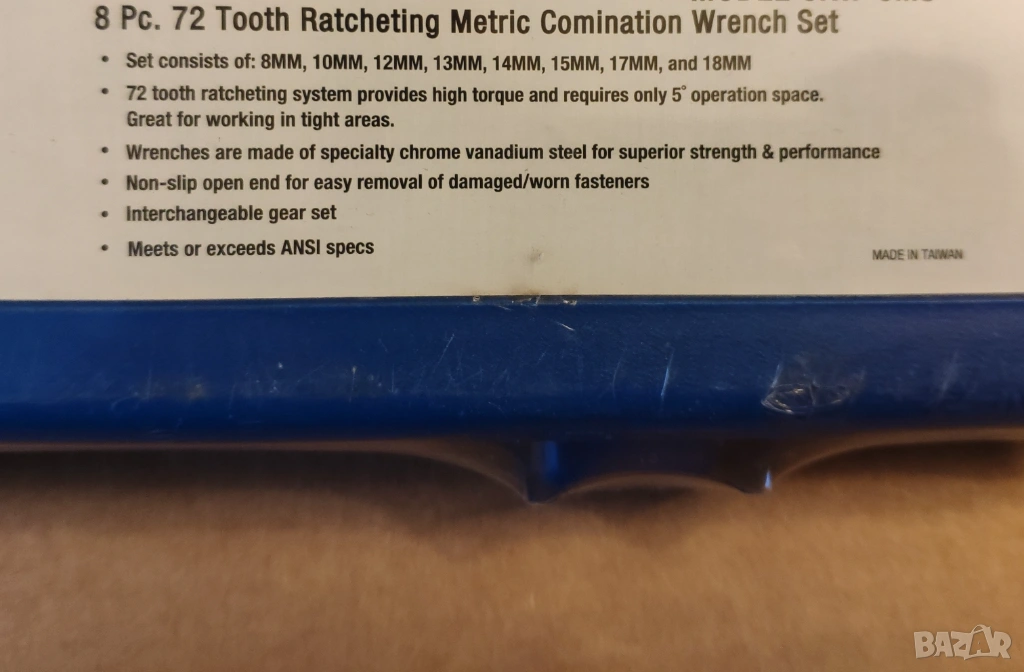 8 Pc. 72 Tooth Ratcheting Metric Comination Wrench Set
• Set consists of: 8MM, 10MM, 12MM, 13MM, 14MM, 15MM, 17MM, and 18MM
• 72 tooth ratcheting system provides high torque and requires only 5° operation space.
Great for working in tight areas.
• Wrenches are made of specialty chrome vanadium steel for superior strength & performance
• Non-slip open end for easy removal of damaged/worn fasteners
• Interchangeable gear set
• Meets or exceeds ANSI specs
MADE IN TAIWAN
BAZAR